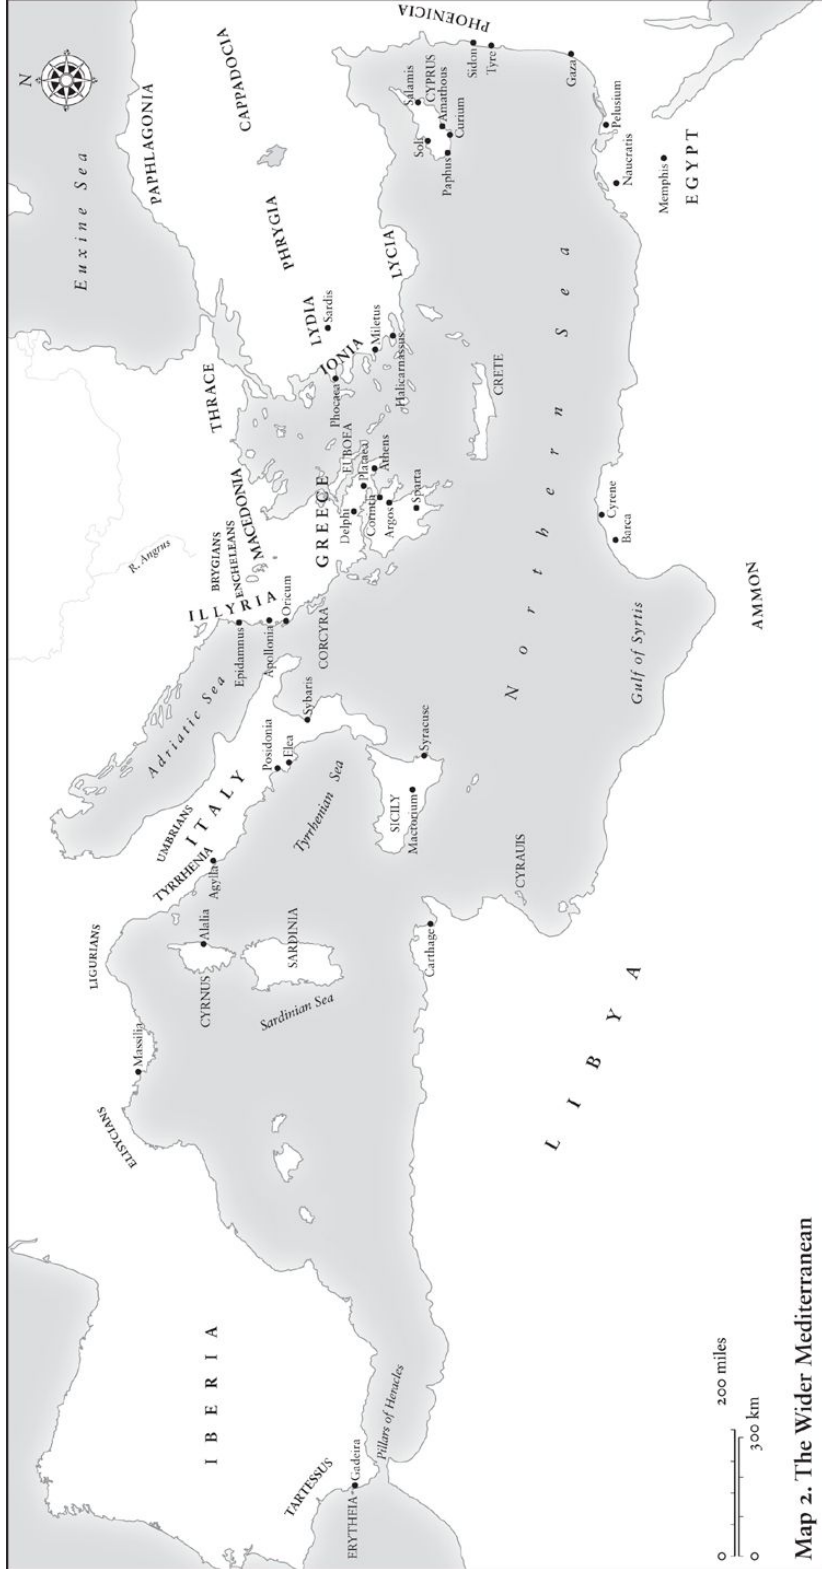 N
Euxine Sea
PAPHLAGONIA
CAPPADOCIA
PHRYGIA
LYDIA
Sardis
IONIA
Miletus
Phocaea
Halicarnassus
LYCIA
PHOENICIA
Sidon
Tyre
Gaza
CYPRUS
Salamis
Amathous
Curium
Soli
Paphus
Pelusium
Naucratis
Memphis
EGYPT
THRACE
MACEDONIA
BRYGIANS
ENCHELEANS
R. Angrus
ILLYRIA
Epidamnus
Apollonia
Oricum
CORCYRA
GREECE
EUBOEA
Delphi
Plataea
Athens
Corinth
Argos
Sparta
CRETE
Northern Sea
Cyrene
Barca
Gulf of Syrtis
AMMON
Adriatic Sea
UMBRIANS
ITALY
TYRRHENIA
Agylla
Posidonia
Elea
Sybaris
Tyrrhenian Sea
SICILY
Mactorium
Syracuse
CYRAUIS
LIGURIANS
Alalia
CYRNUS
SARDINIA
Sardinian Sea
Carthage
LIBYA
Massilia
ELISYCIANS
IBERIA
TARTESSUS
ERYTHEIA
Gadeira
Pillars of Heracles
0 200 miles
0 300 km
Map 2. The Wider Mediterranean